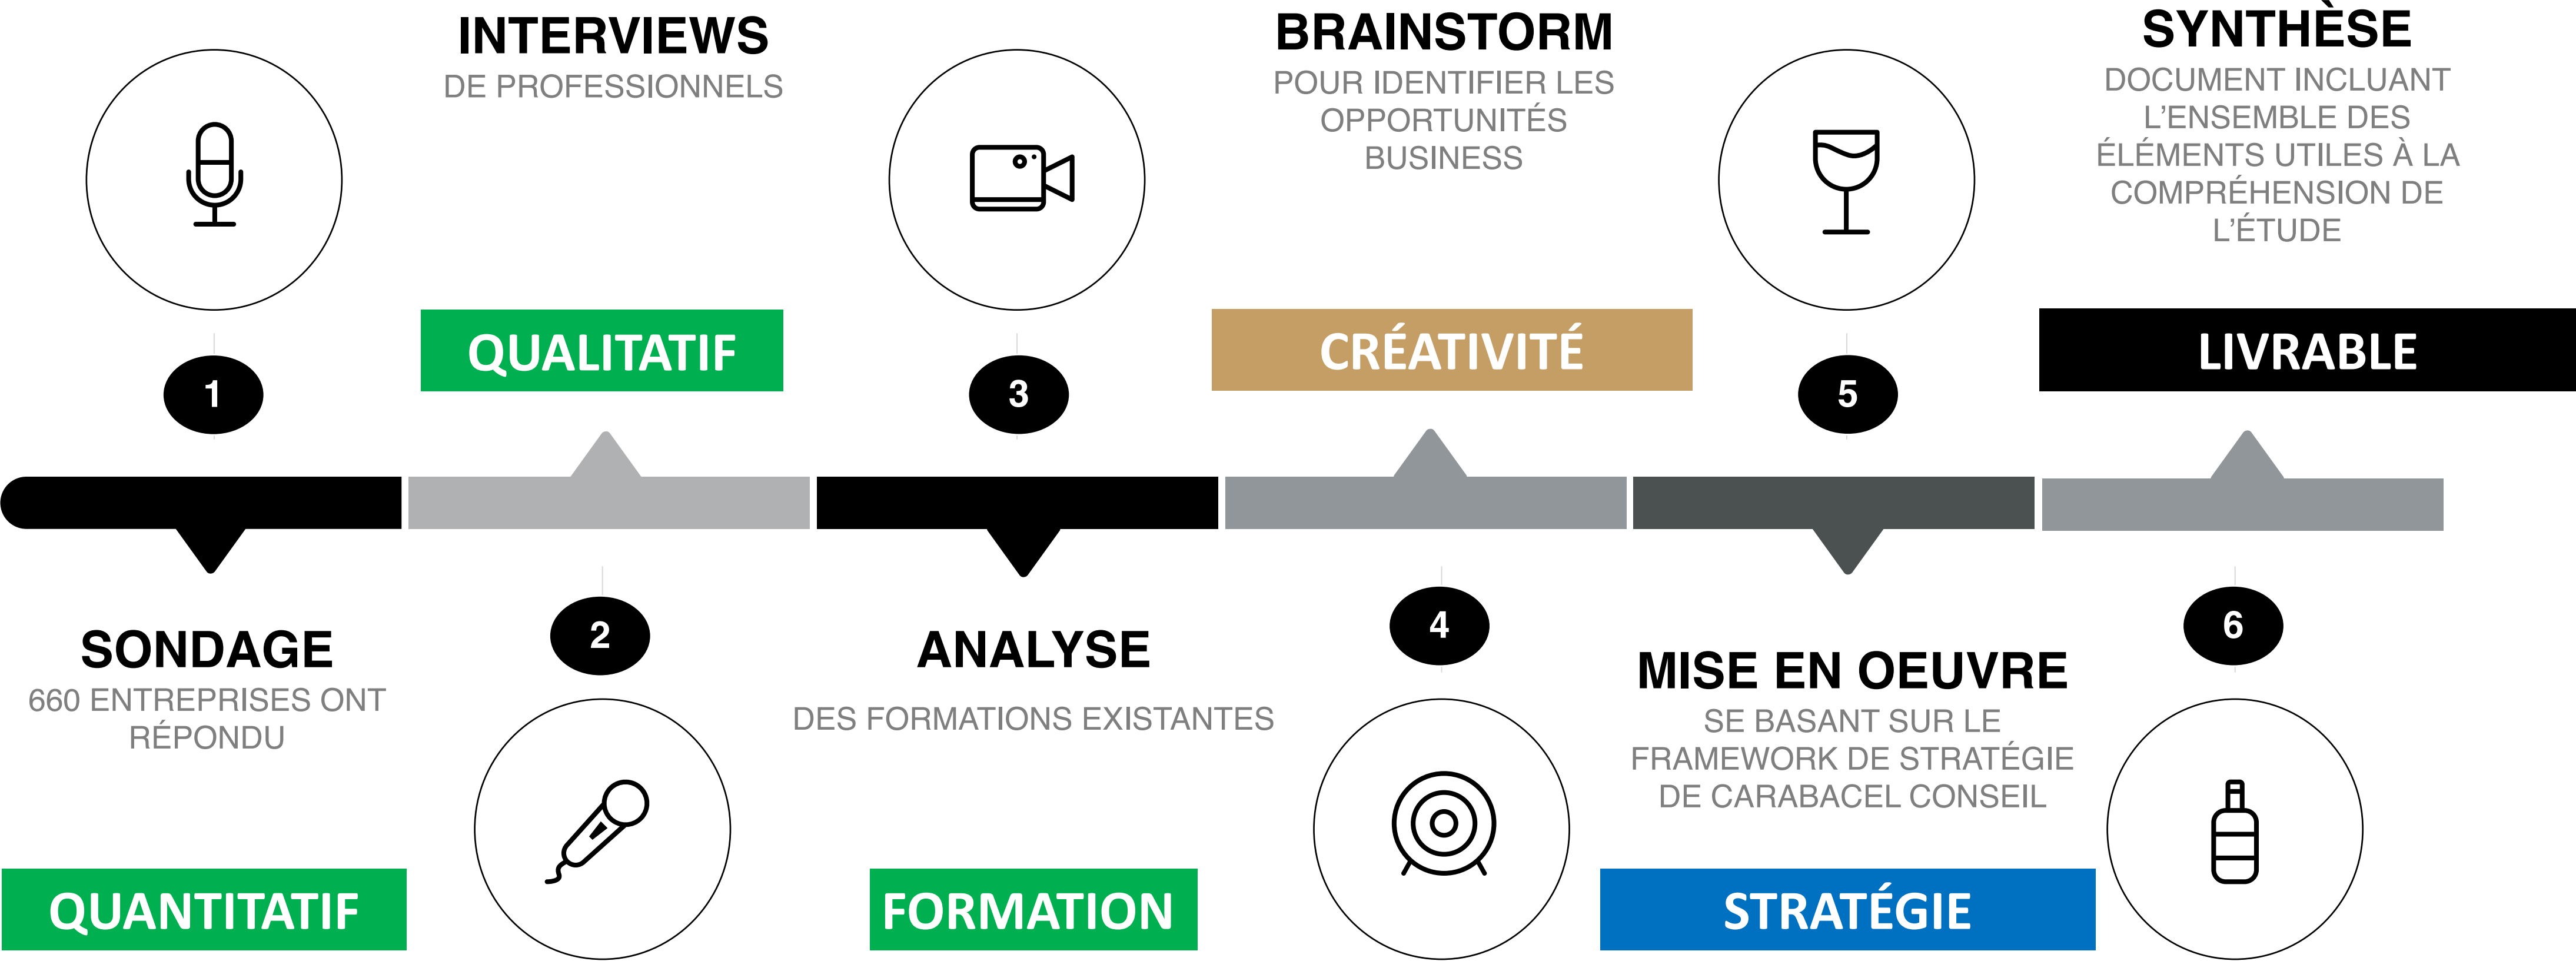 1
SONDAGE
660 ENTREPRISES ONT
RÉPONDU
QUANTITATIF
INTERVIEWS
DE PROFESSIONNELS
QUALITATIF
2
3
ANALYSE
DES FORMATIONS EXISTANTES
FORMATION
BRAINSTORM
POUR IDENTIFIER LES
OPPORTUNITÉS
BUSINESS
CRÉATIVITÉ
4
5
MISE EN OEUVRE
SE BASANT SUR LE
FRAMEWORK DE STRATÉGIE
DE CARABACEL CONSEIL
STRATÉGIE
SYNTHÈSE
DOCUMENT INCLUANT
L’ENSEMBLE DES
ÉLÉMENTS UTILES À LA
COMPRÉHENSION DE
L’ÉTUDE
LIVRABLE
6